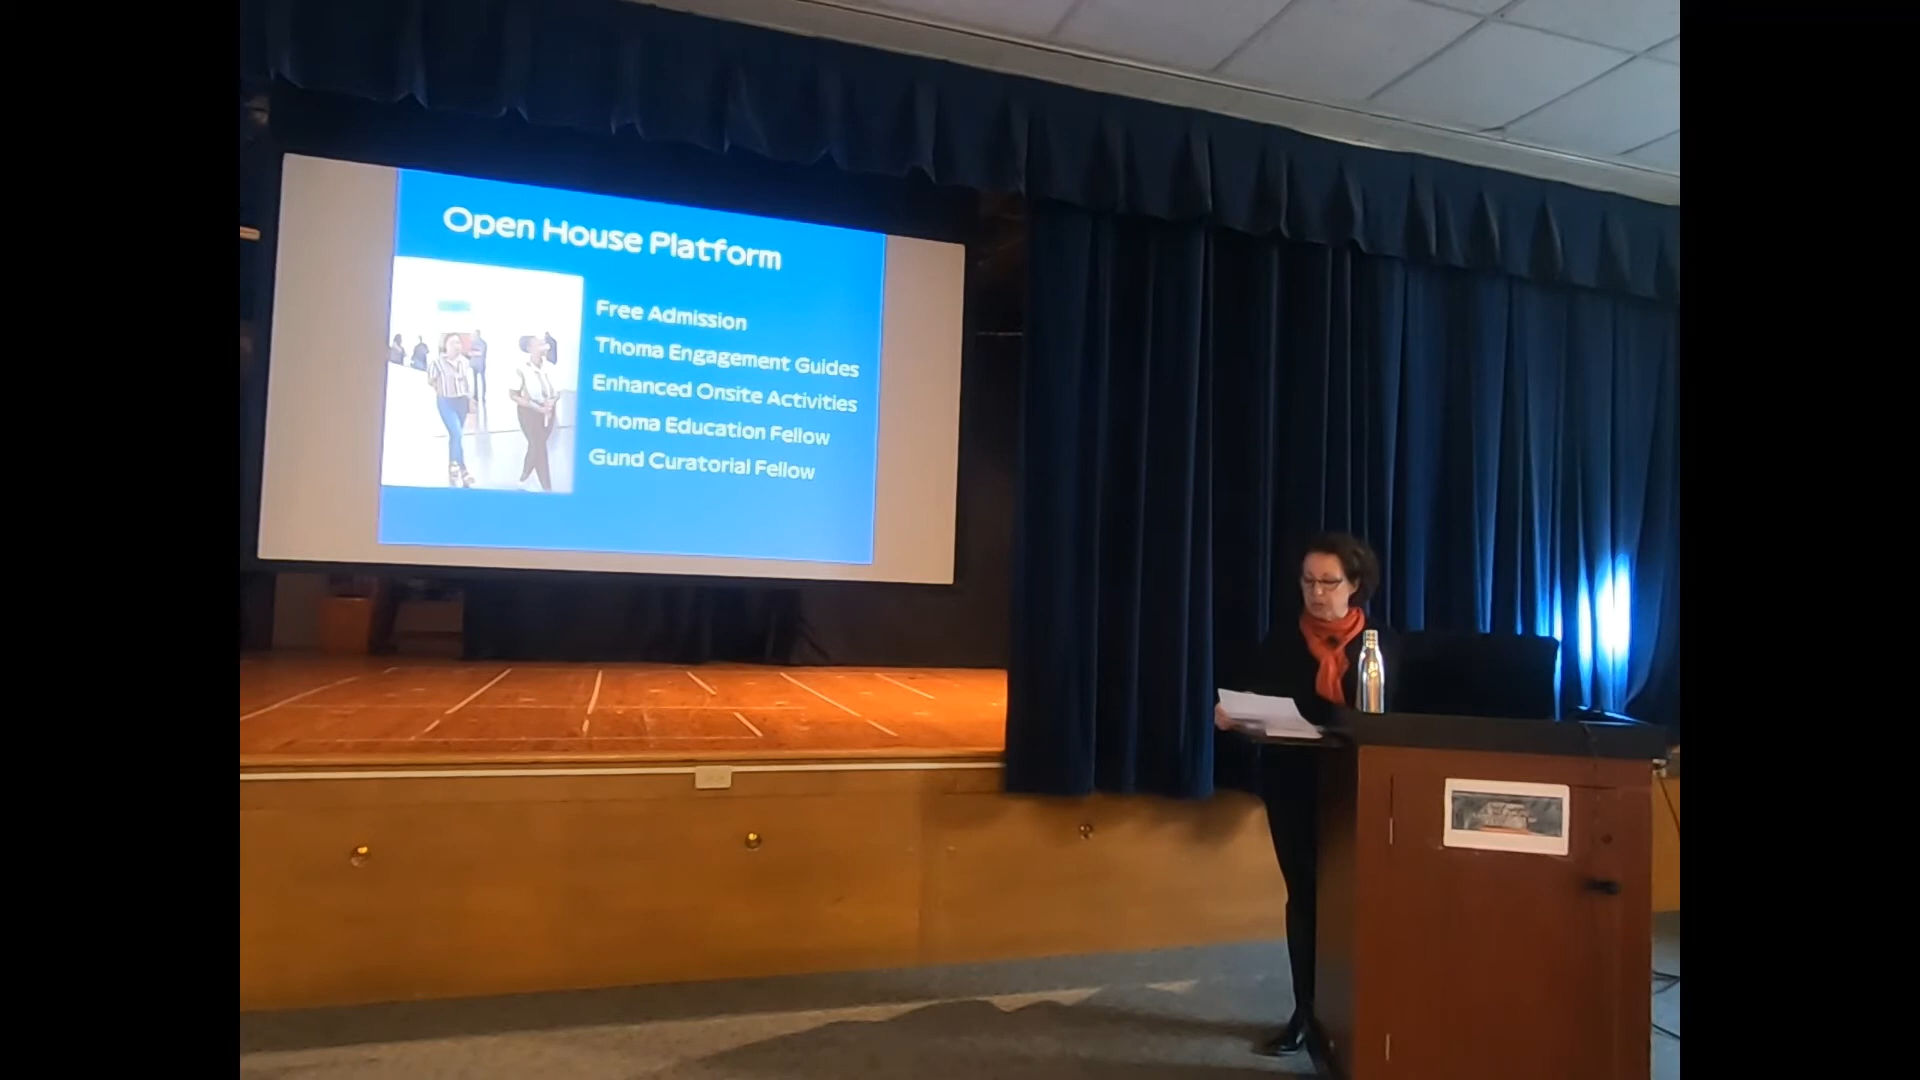 Open House Platform
Free Admission
Thoma Engagement Guides
Enhanced Onsite Activities
Thoma Education Fellow
Gund Curatorial Fellow